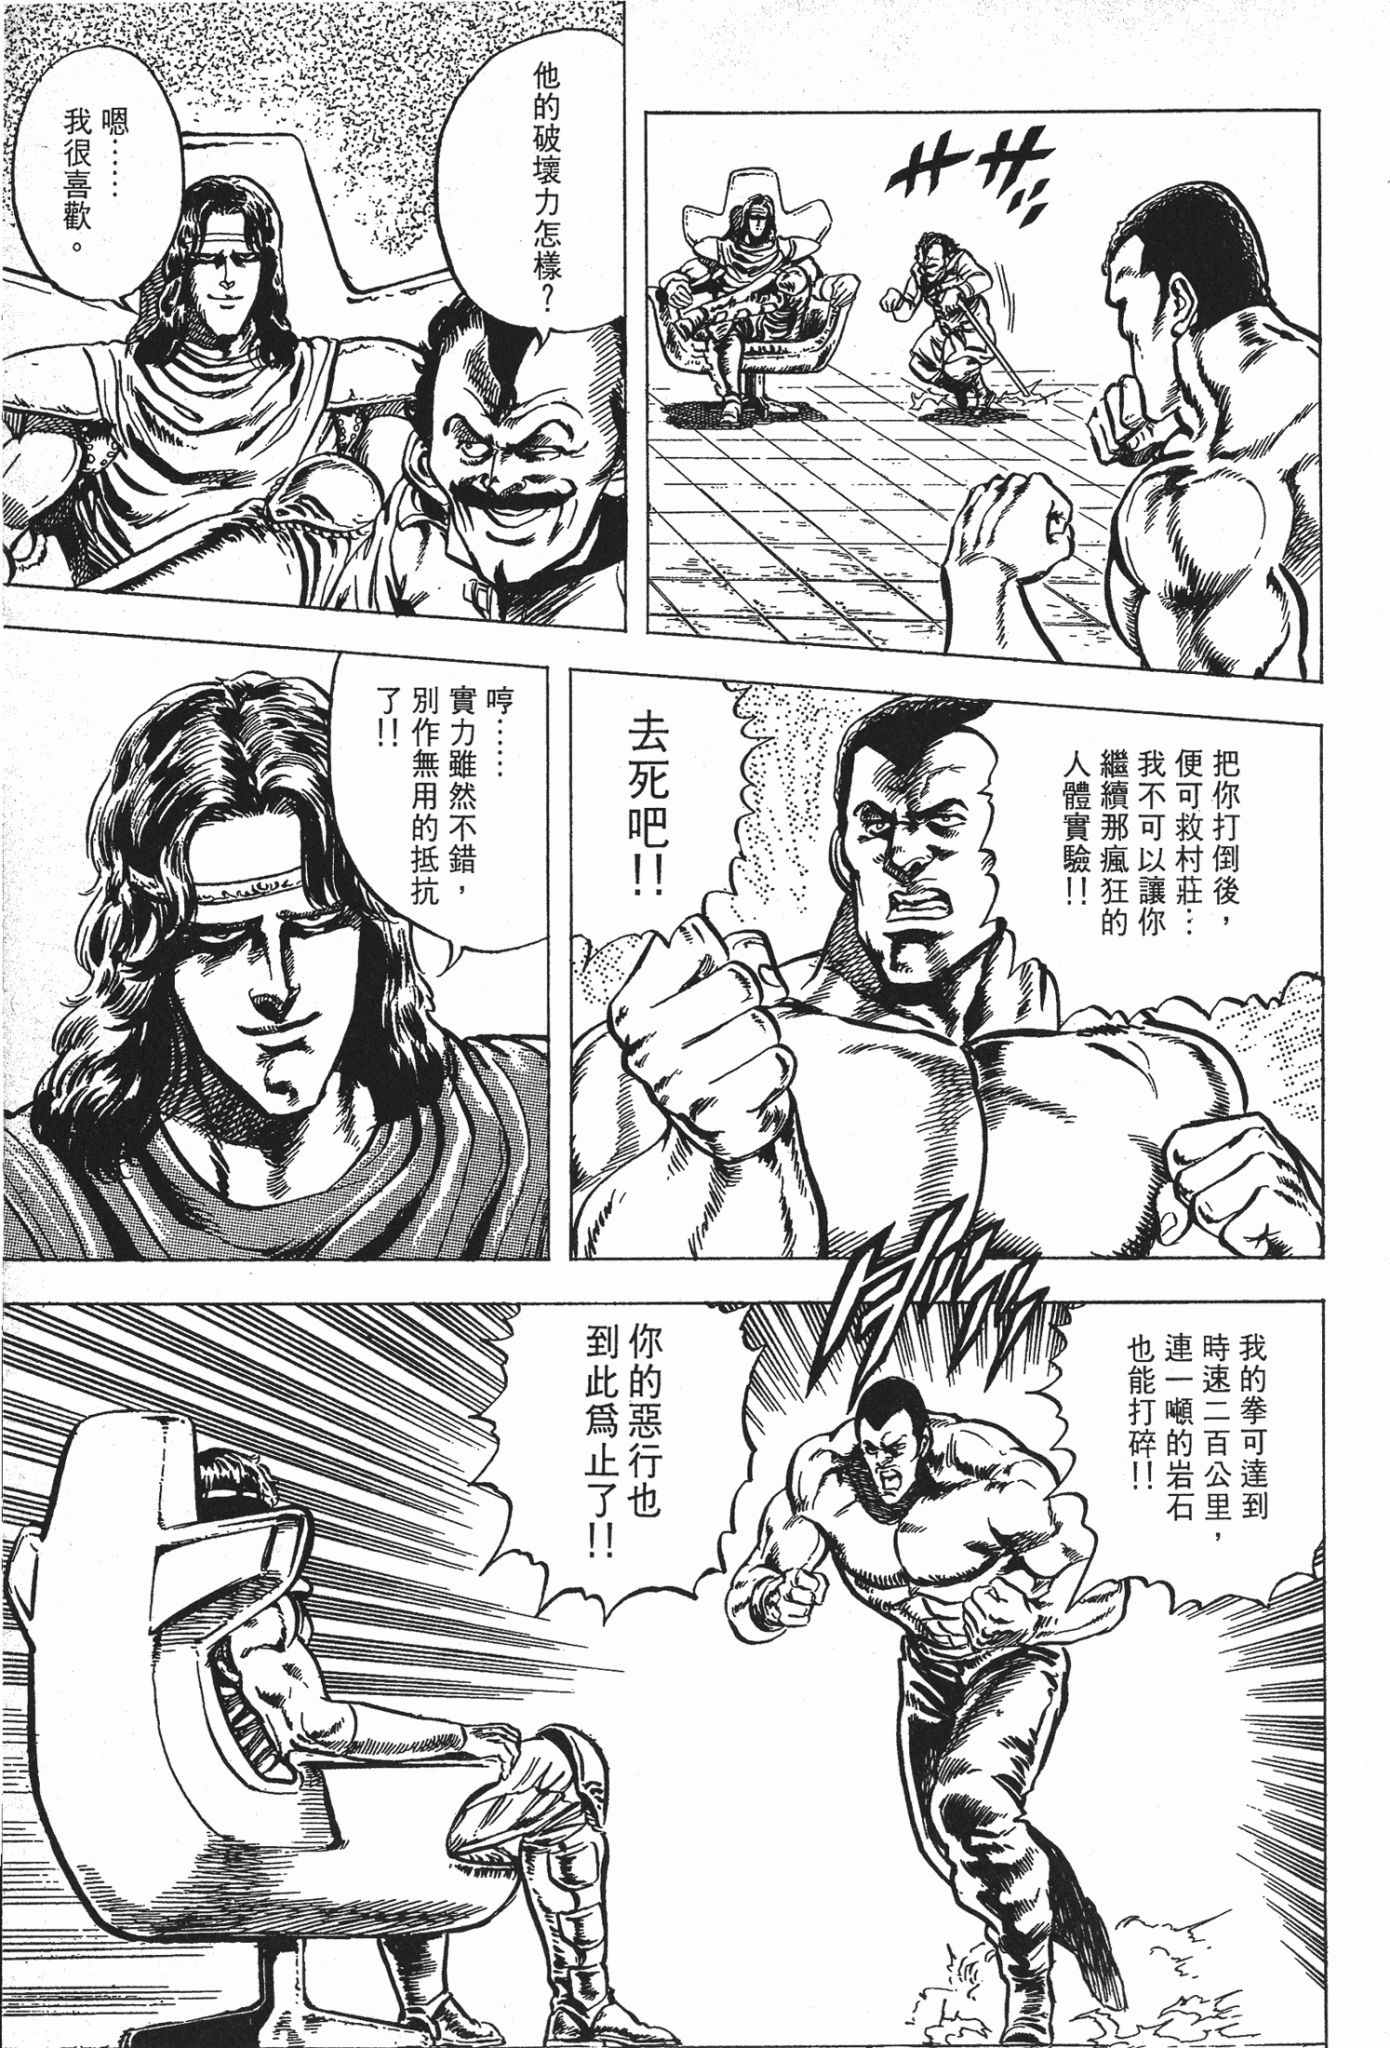 ザザッ
他的破壞力怎樣？
嗯……
我很喜歡。
把你打倒後，
便可救村莊…
我不可以讓你
繼續那瘋狂的
人體實驗!!
去死吧!!
哼……
實力雖然不錯，
別作無用的抵抗
了!!
我的拳可達到
時速二百公里，
連一噸的岩石
也能打碎!!
你的惡行也
到此爲止了!!